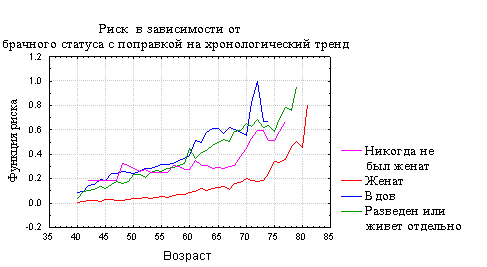 Риск в зависимости от
брачного статуса с поправкой на хронологический тренд
Функция риска
1.2
1.0
0.8
0.6
0.4
0.2
0.0
-0.2
35 40 45 50 55 60 65 70 75 80 85
Возраст
Никогда не
был женат
Женат
Вдов
Разведен или
живет отдельно